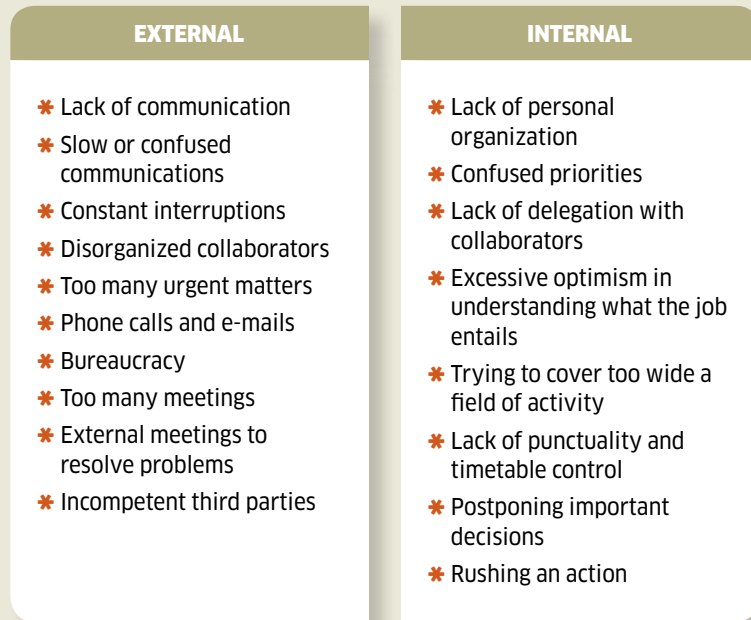 EXTERNAL
✱ Lack of communication
✱ Slow or confused
communications
✱ Constant interruptions
✱ Disorganized collaborators
✱ Too many urgent matters
✱ Phone calls and e-mails
✱ Bureaucracy
✱ Too many meetings
✱ External meetings to
resolve problems
✱ Incompetent third parties
INTERNAL
✱ Lack of personal
organization
✱ Confused priorities
✱ Lack of delegation with
collaborators
✱ Excessive optimism in
understanding what the job
entails
✱ Trying to cover too wide a
field of activity
✱ Lack of punctuality and
timetable control
✱ Postponing important
decisions
✱ Rushing an action